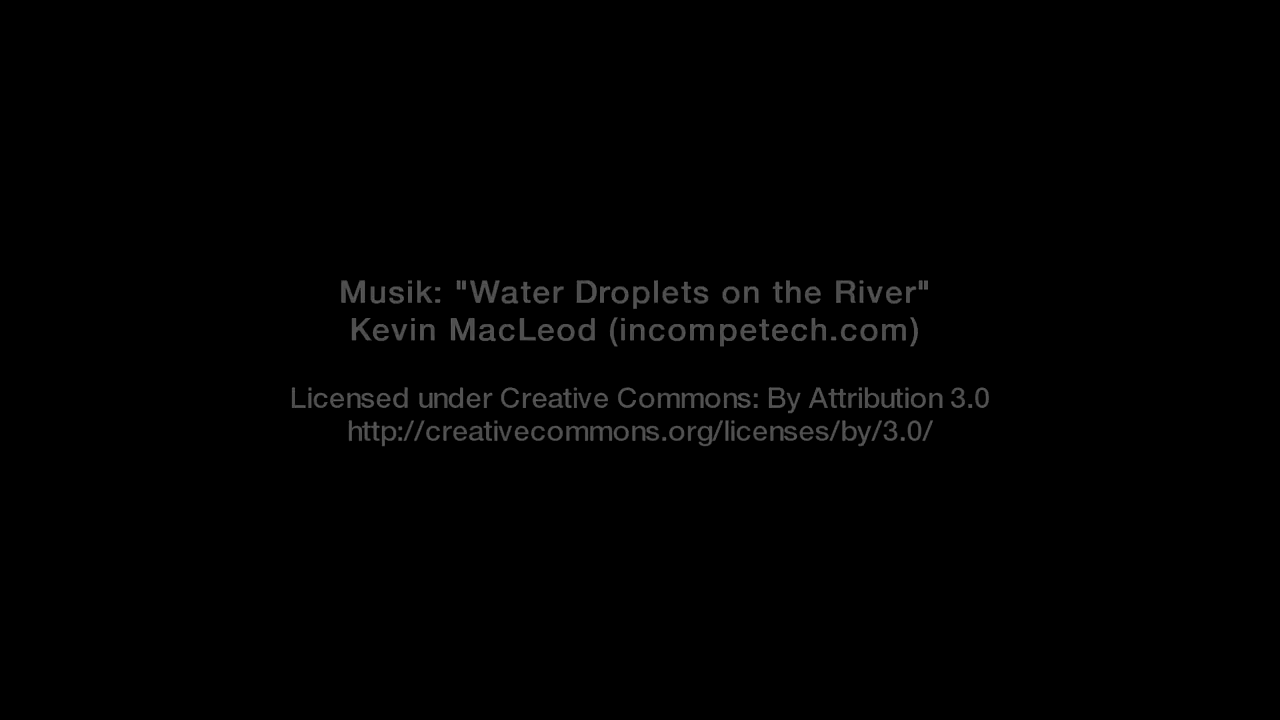 Musik: "Water Droplets on the River"
Kevin MacLeod (incompetech.com)
Licensed under Creative Commons: By Attribution 3.0
http://creativecommons.org/licenses/by/3.0/